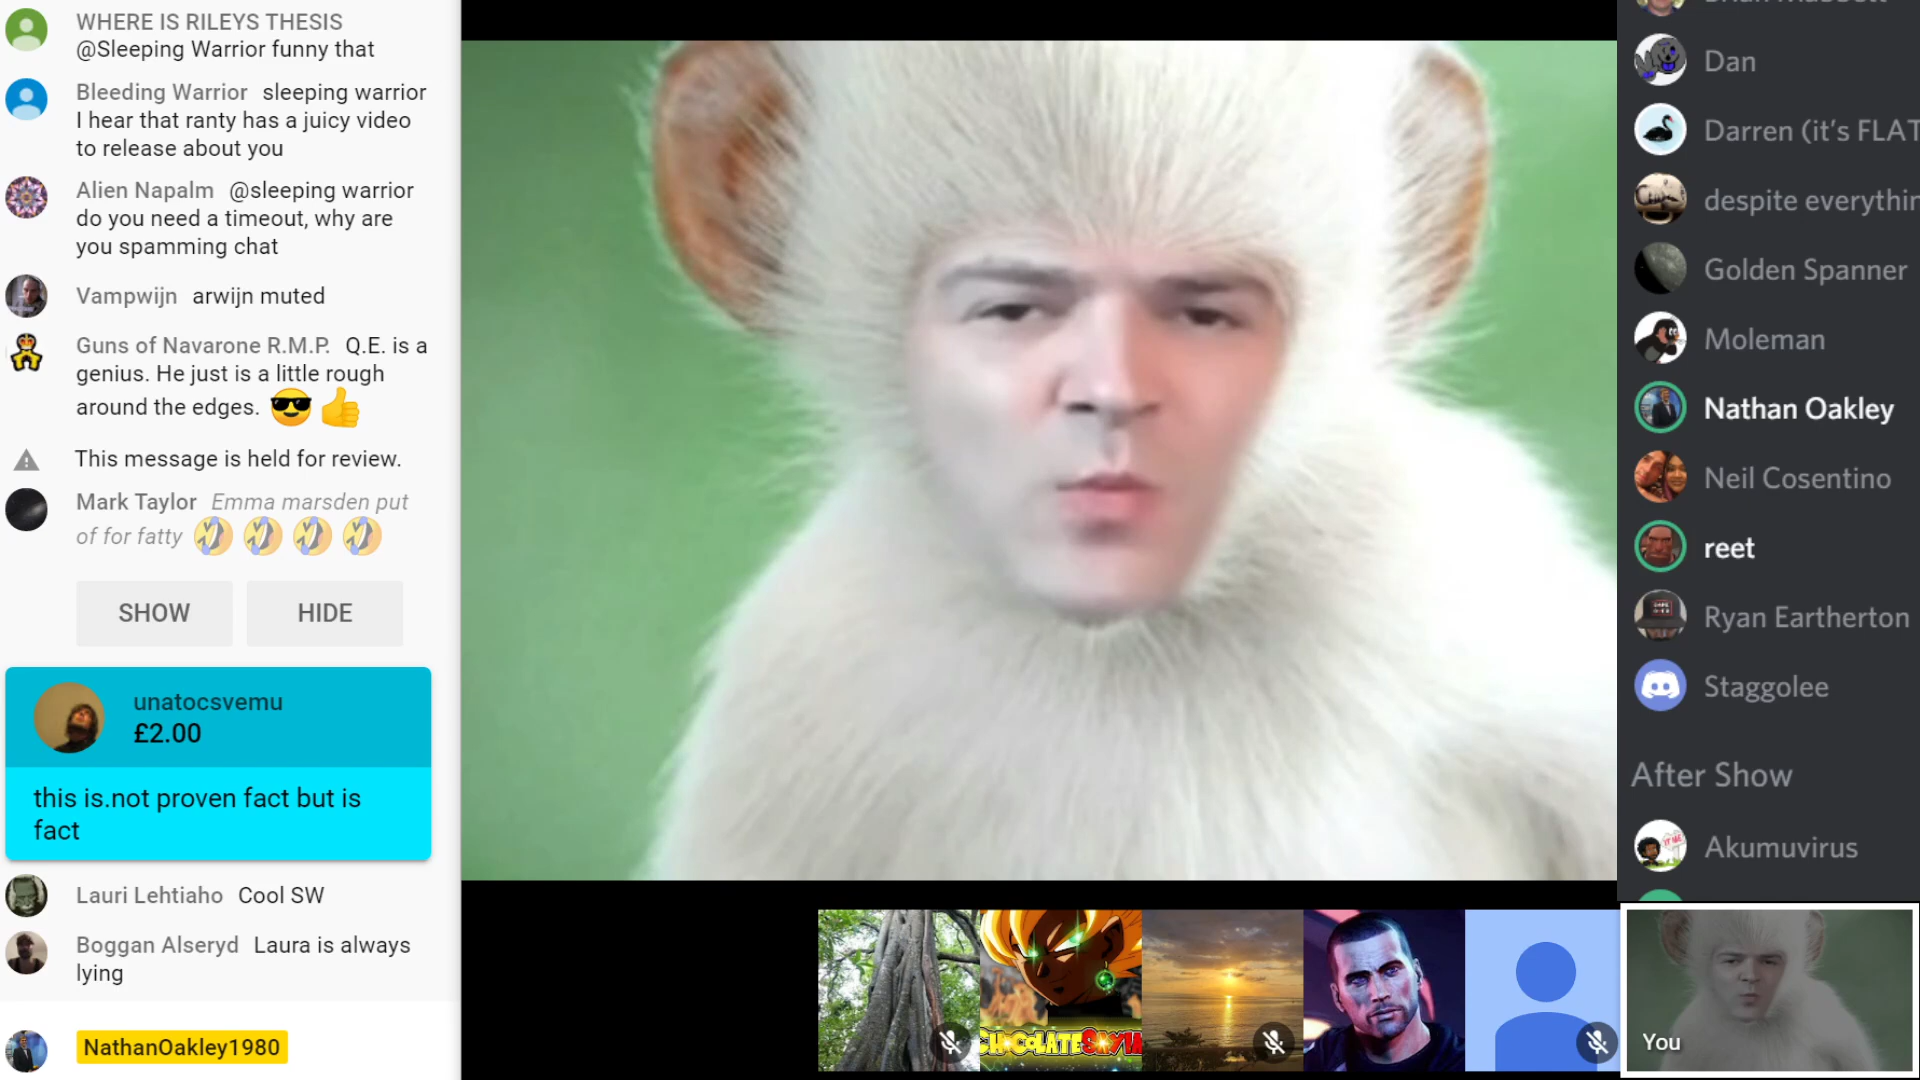 WHERE IS RILEYS THESIS
@Sleeping Warrior funny that
Bleeding Warrior sleeping warrior
I hear that ranty has a juicy video
to release about you
Alien Napalm @sleeping warrior
do you need a timeout, why are
you spamming chat
Vampwijn arwijn muted
Guns of Navarone R.M.P. Q.E. is a
genius. He just is a little rough
around the edges. 😎 👍
This message is held for review.
Mark Taylor Emma marsden put
of for fatty 🤣 🤣 🤣 🤣
SHOW HIDE
unatocsvemu
£2.00
this is.not proven fact but is
fact
Lauri Lehtiaho Cool SW
Boggan Alseryd Laura is always
lying
NathanOakley1980
CHOCOLATE
You
Dan
Darren (it's FLAT
despite everythin
Golden Spanner
Moleman
Nathan Oakley
Neil Cosentino
reet
Ryan Eartherton
Staggolee
After Show
Akumuvirus